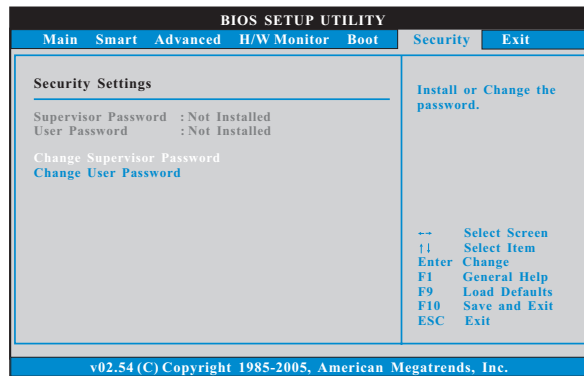 BIOS SETUP UTILITY
Main Smart Advanced H/W Monitor Boot Security Exit
Security Settings
Supervisor Password : Not Installed
User Password : Not Installed
Change Supervisor Password
Change User Password
Install or Change the
password.
←→ Select Screen
↑↓ Select Item
Enter Change
F1 General Help
F9 Load Defaults
F10 Save and Exit
ESC Exit
v02.54 (C) Copyright 1985-2005, American Megatrends, Inc.